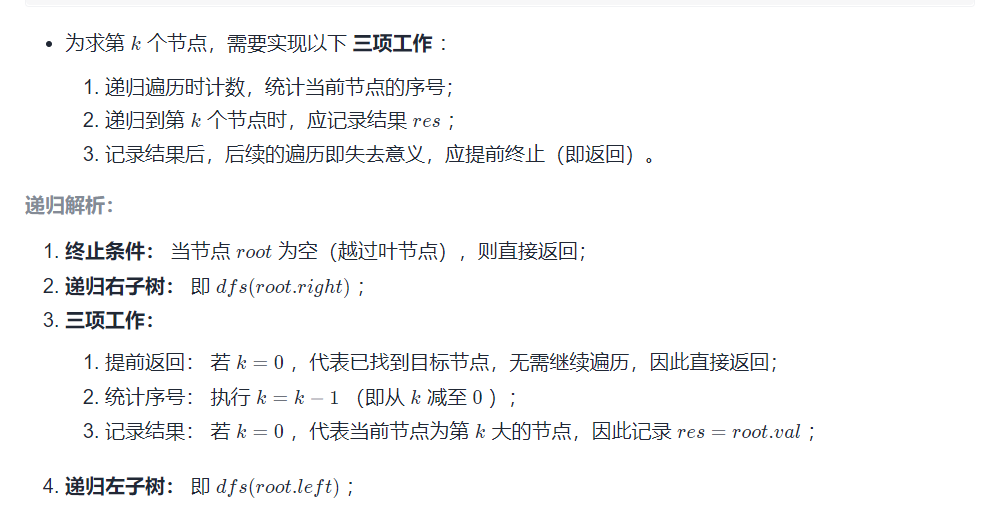 • 为求第 k 个节点，需要实现以下 三项工作 ：
1. 递归遍历时计数，统计当前节点的序号；
2. 递归到第 k 个节点时，应记录结果 res ；
3. 记录结果后，后续的遍历即失去意义，应提前终止（即返回）。
递归解析：
1. 终止条件： 当节点 root 为空（越过叶节点），则直接返回；
2. 递归右子树： 即 dfs(root.right) ；
3. 三项工作：
1. 提前返回： 若 k = 0 ，代表已找到目标节点，无需继续遍历，因此直接返回；
2. 统计序号： 执行 k = k − 1 （即从 k 减至 0 ）；
3. 记录结果： 若 k = 0 ，代表当前节点为第 k 大的节点，因此记录 res = root.val ；
4. 递归左子树： 即 dfs(root.left) ；